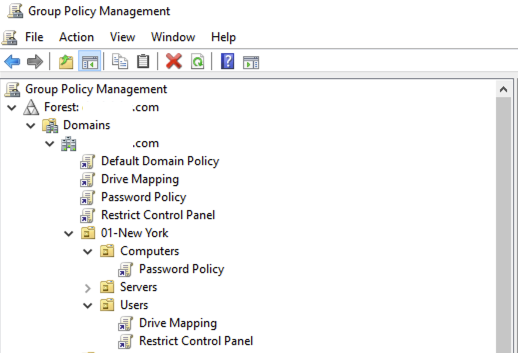 Group Policy Management
File Action View Window Help
Group Policy Management
Forest: .com
Domains
.com
Default Domain Policy
Drive Mapping
Password Policy
Restrict Control Panel
01-New York
Computers
Password Policy
Servers
Users
Drive Mapping
Restrict Control Panel